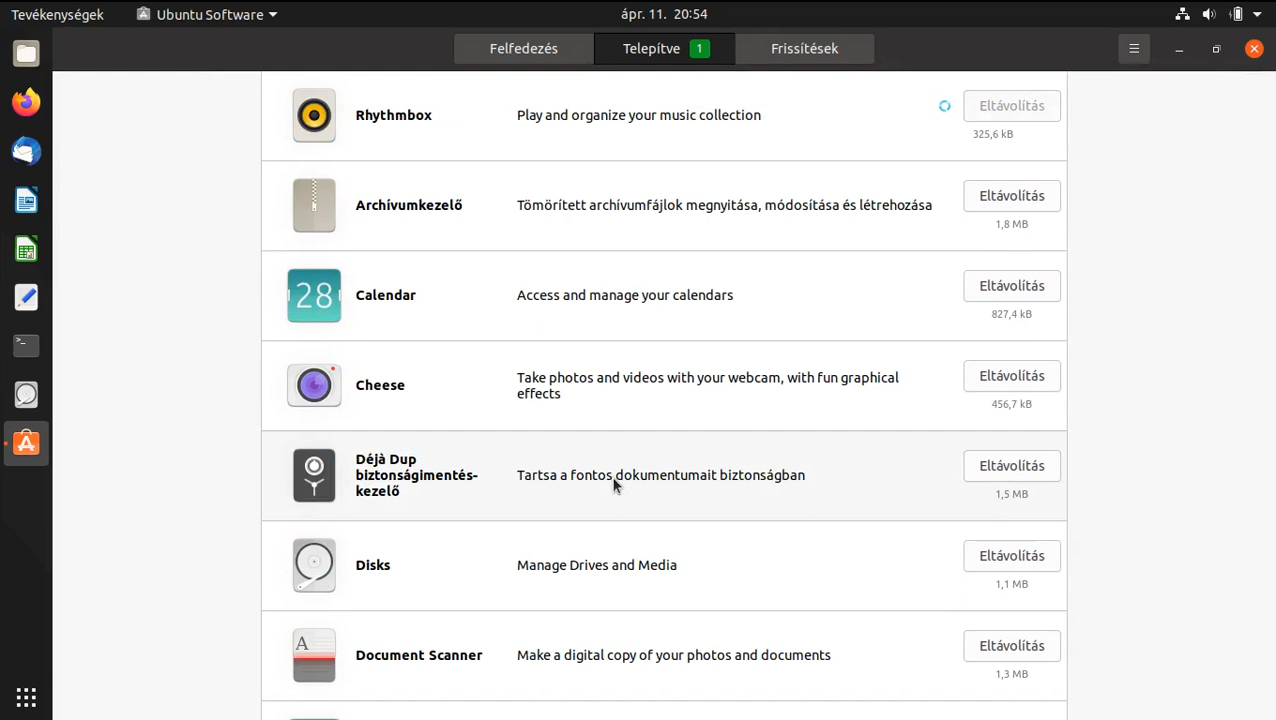 Tevékenységek
Ubuntu Software
ápr. 11. 20:54
Felfedezés
Telepítve 1
Frissítések
Rhythmbox
Play and organize your music collection
Eltávolítás
325,6 kB
Archívumkezelő
Tömörített archívumfájlok megnyitása, módosítása és létrehozása
Eltávolítás
1,8 MB
28
Calendar
Access and manage your calendars
Eltávolítás
827,4 kB
Cheese
Take photos and videos with your webcam, with fun graphical
effects
Eltávolítás
456,7 kB
Déjà Dup
biztonságimentés-
kezelő
Tartsa a fontos dokumentumait biztonságban
Eltávolítás
1,5 MB
Disks
Manage Drives and Media
Eltávolítás
1,1 MB
A
Document Scanner
Make a digital copy of your photos and documents
Eltávolítás
1,3 MB